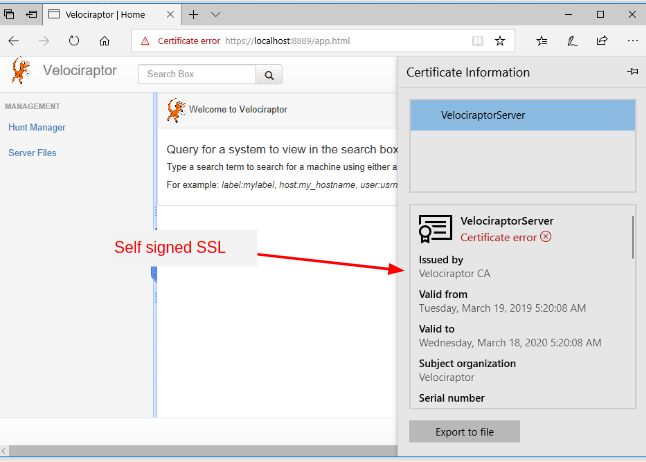 Velociraptor | Home
Certificate error https://localhost:8889/app.html
Velociraptor
Search Box
MANAGEMENT
Hunt Manager
Server Files
Welcome to Velociraptor
Query for a system to view in the search box
Type a search term to search for a machine using either a
For example: label:mylabel, host:my_hostname, user:usrn
Self signed SSL
Certificate Information
VelociraptorServer
VelociraptorServer
Certificate error
Issued by
Velociraptor CA
Valid from
Tuesday, March 19, 2019 5:20:08 AM
Valid to
Wednesday, March 18, 2020 5:20:08 AM
Subject organization
Velociraptor
Serial number
Export to file